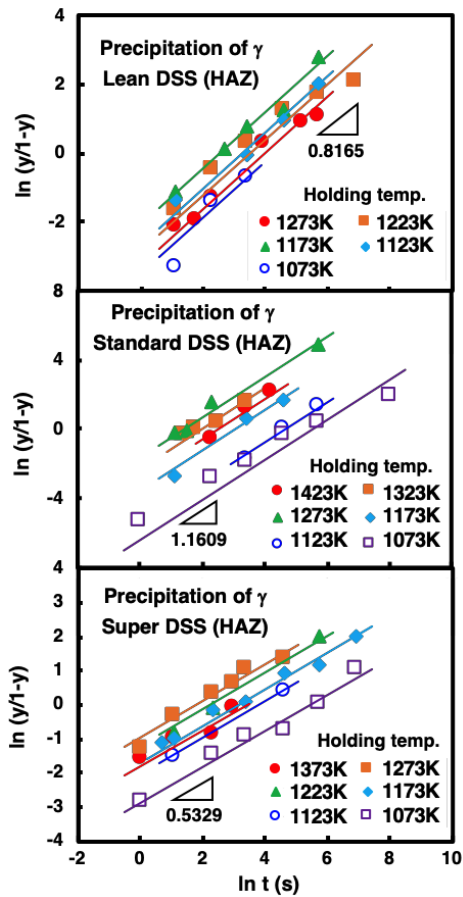 4
Precipitation of γ
Lean DSS (HAZ)
2
0
ln (y/1-y)
0.8165
-2
Holding temp.
1273K 1223K
1173K 1123K
1073K
8
Precipitation of γ
Standard DSS (HAZ)
4
0
ln (y/1-y)
Holding temp.
-4
1423K 1323K
1273K 1173K
1.1609
1123K 1073K
4
Precipitation of γ
3
Super DSS (HAZ)
2
1
0
ln (y/1-y)
-1
Holding temp.
-2
1373K 1273K
1223K 1173K
-3
0.5329
1123K 1073K
-4
-2 0 2 4 6 8 10
ln t (s)